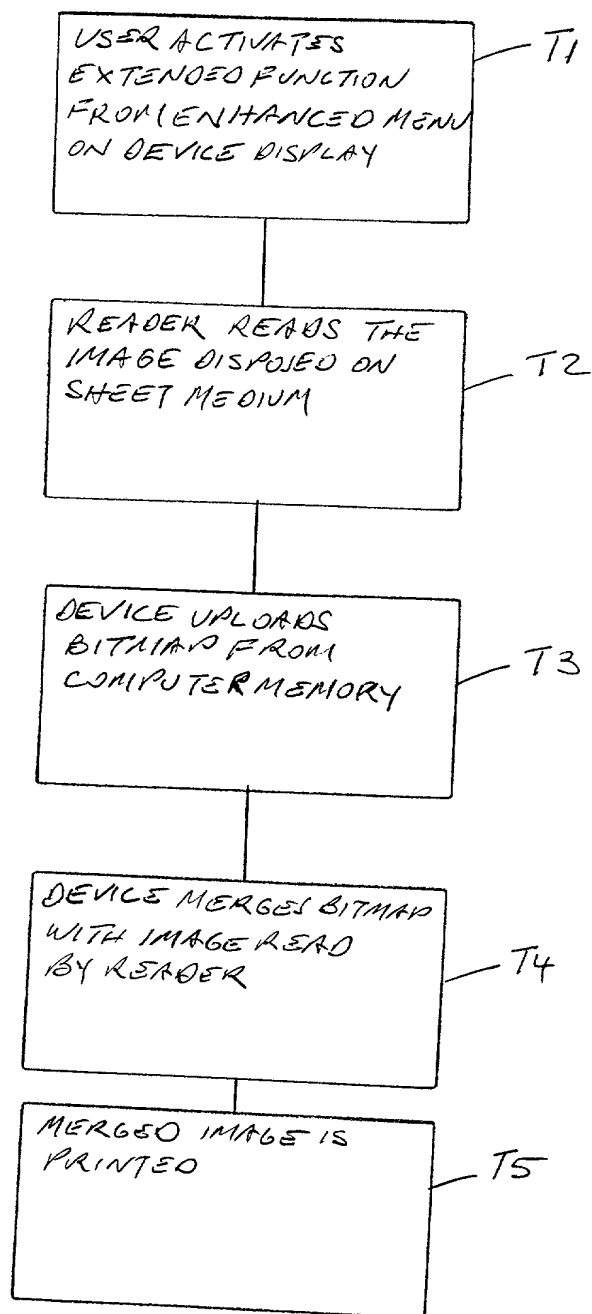 USER ACTIVATES
EXTENDED FUNCTION
FROM ENHANCED MENU
ON DEVICE DISPLAY
T1
READER READS THE
IMAGE DISPOSED ON
SHEET MEDIUM
T2
DEVICE UPLOADS
BITMAP FROM
COMPUTER MEMORY
T3
DEVICE MERGES BITMAP
WITH IMAGE READ
BY READER
T4
MERGED IMAGE IS
PRINTED
T5